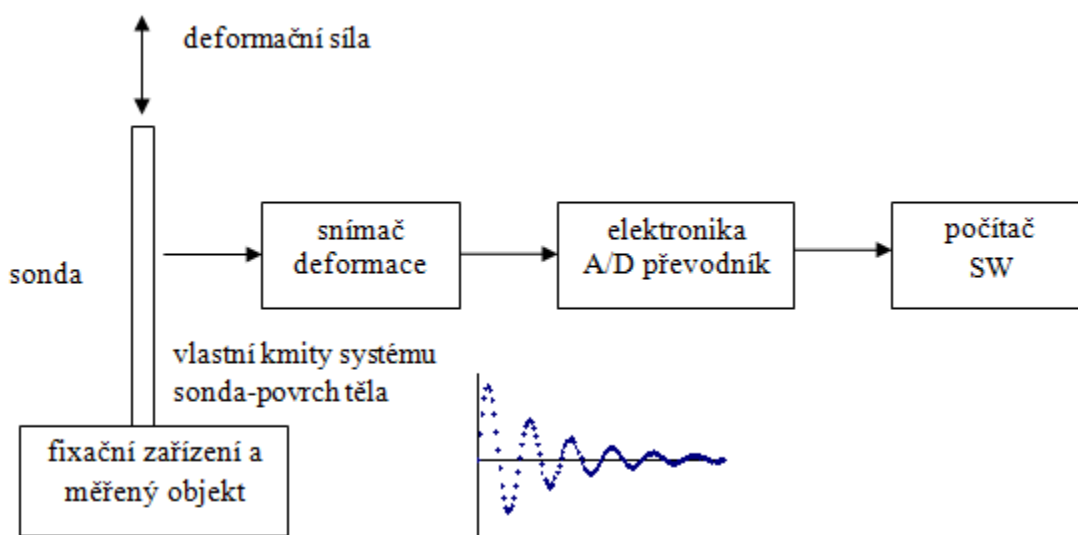 deformační síla
snímač
deformace
elektronika
A/D převodník
počítač
SW
sonda
vlastní kmity systému
sonda-povrch těla
fixační zařízení a
měřený objekt